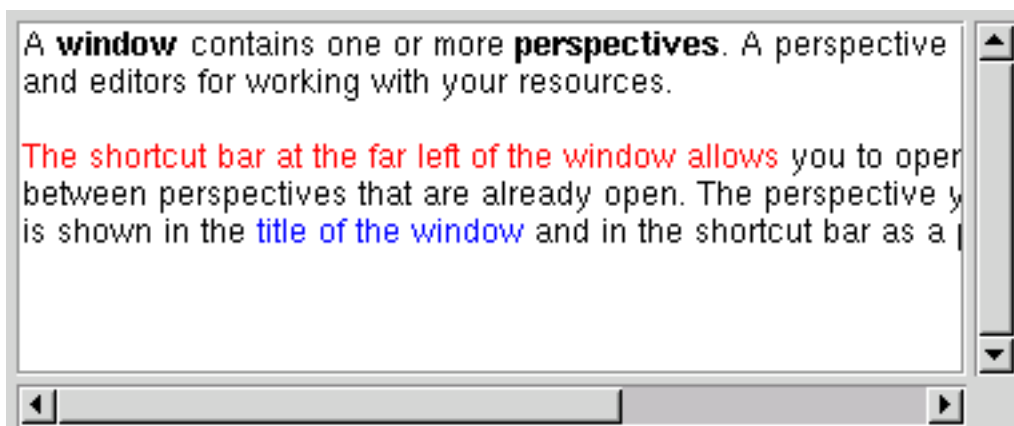 A window contains one or more perspectives. A perspective
and editors for working with your resources.
The shortcut bar at the far left of the window allows you to
between perspectives that are already open. The perspective
is shown in the title of the window and in the shortcut bar as a